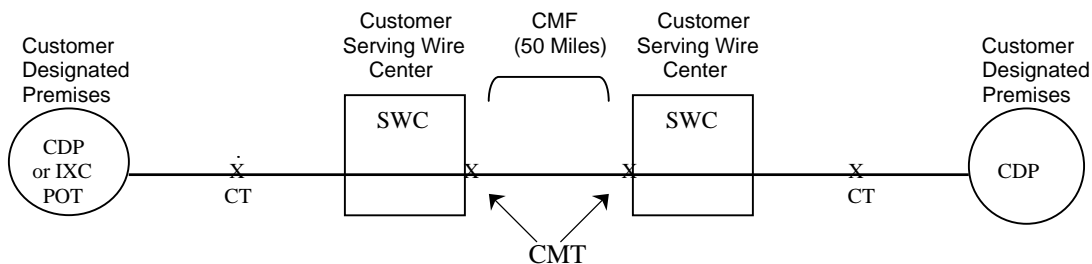 Customer
Designated
Premises
Customer
Serving Wire
Center
CMF
(50 Miles)
Customer
Serving Wire
Center
Customer
Designated
Premises
CDP
or IXC
POT
SWC
SWC
CDP
X
X
X
X
CT
CT
CMT